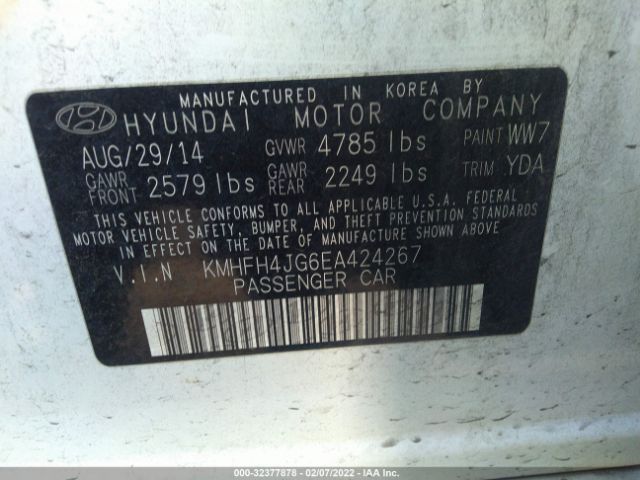 MANUFACTURED IN KOREA BY
HYUNDAI MOTOR COMPANY
AUG/29/14 GVWR 4785 lbs PAINT WW7
GAWR FRONT 2579 lbs GAWR REAR 2249 lbs TRIM YDA
THIS VEHICLE CONFORMS TO ALL APPLICABLE U.S.A. FEDERAL
MOTOR VEHICLE SAFETY, BUMPER, AND THEFT PREVENTION STANDARDS
IN EFFECT ON THE DATE OF MANUFACTURE SHOWN ABOVE.
V.I.N KMHFH4JG6EA424267
PASSENGER CAR
000-32377878 - 02/07/2022 - IAA Inc.